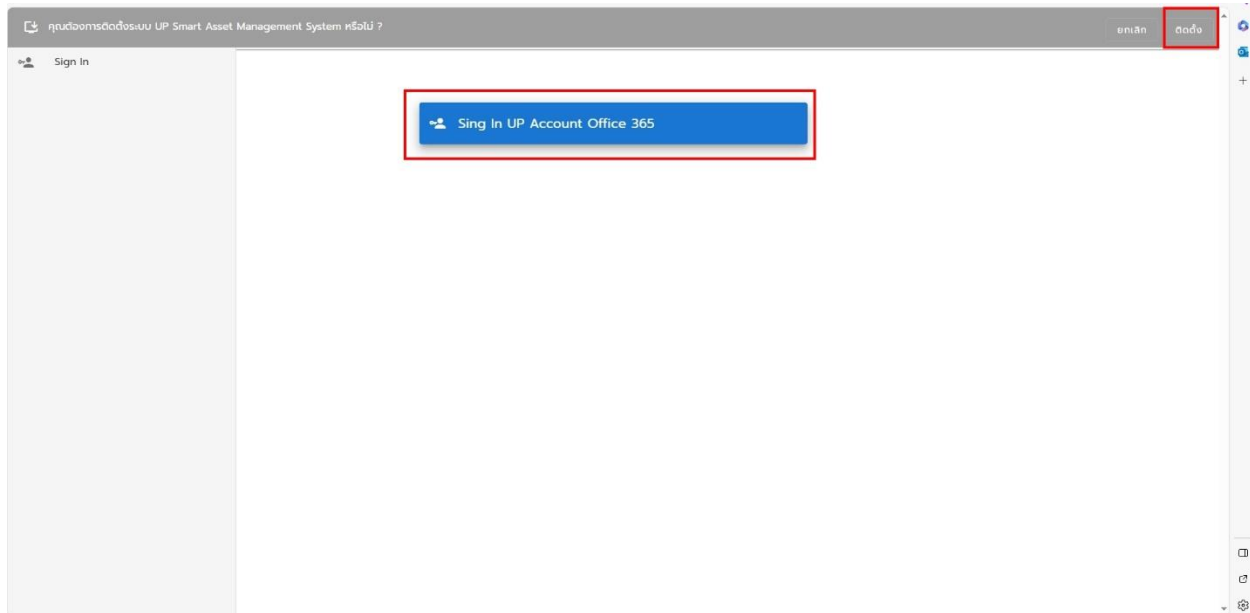 คุณต้องการติดตั้งระบบ UP Smart Asset Management System หรือไม่ ?
ยกเลิก
ติดตั้ง
Sign In
Sing In UP Account Office 365